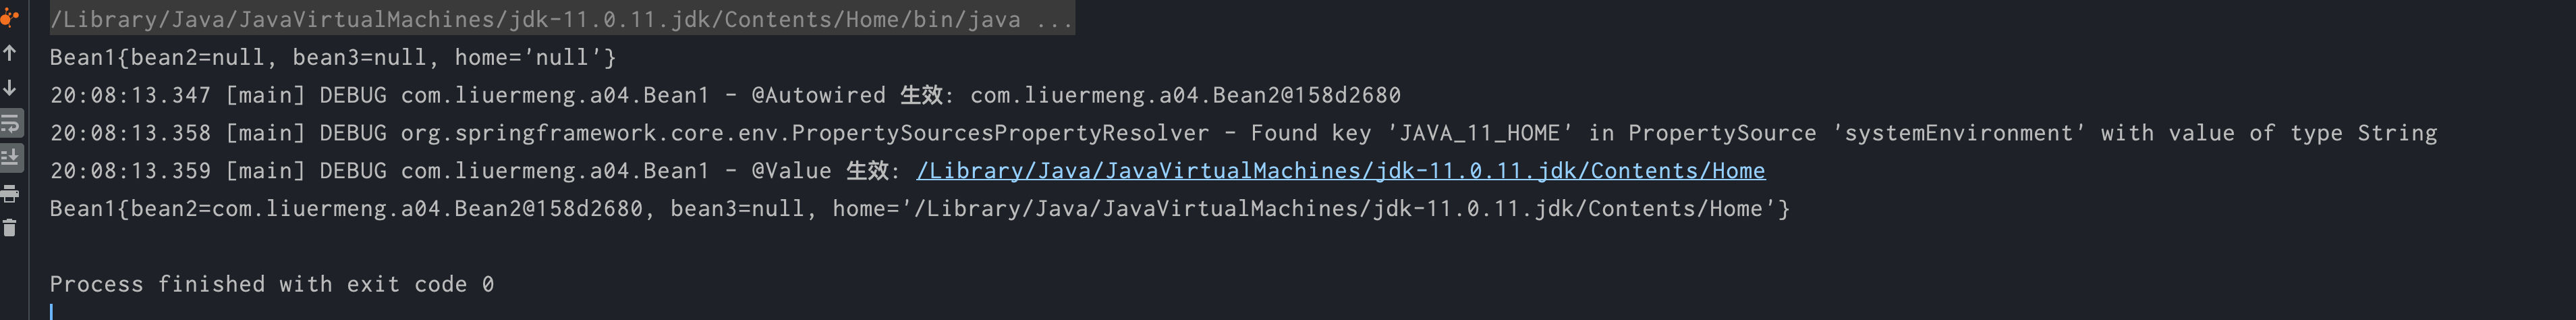 /Library/Java/JavaVirtualMachines/jdk-11.0.11.jdk/Contents/Home/bin/java ...
Bean1{bean2=null, bean3=null, home='null'}
20:08:13.347 [main] DEBUG com.liuermeng.a04.Bean1 - @Autowired 生效: com.liuermeng.a04.Bean2@158d2680
20:08:13.358 [main] DEBUG org.springframework.core.env.PropertySourcesPropertyResolver - Found key 'JAVA_11_HOME' in PropertySource 'systemEnvironment' with value of type String
20:08:13.359 [main] DEBUG com.liuermeng.a04.Bean1 - @Value 生效: /Library/Java/JavaVirtualMachines/jdk-11.0.11.jdk/Contents/Home
Bean1{bean2=com.liuermeng.a04.Bean2@158d2680, bean3=null, home='/Library/Java/JavaVirtualMachines/jdk-11.0.11.jdk/Contents/Home'}
Process finished with exit code 0